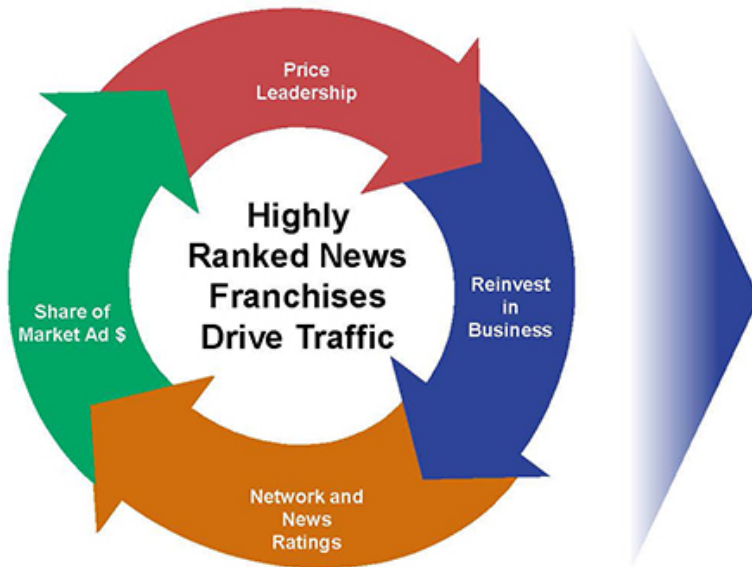 Price
Leadership
Highly
Ranked News
Franchises
Drive Traffic
Reinvest
in
Business
Share of
Market Ad $
Network and
News
Ratings